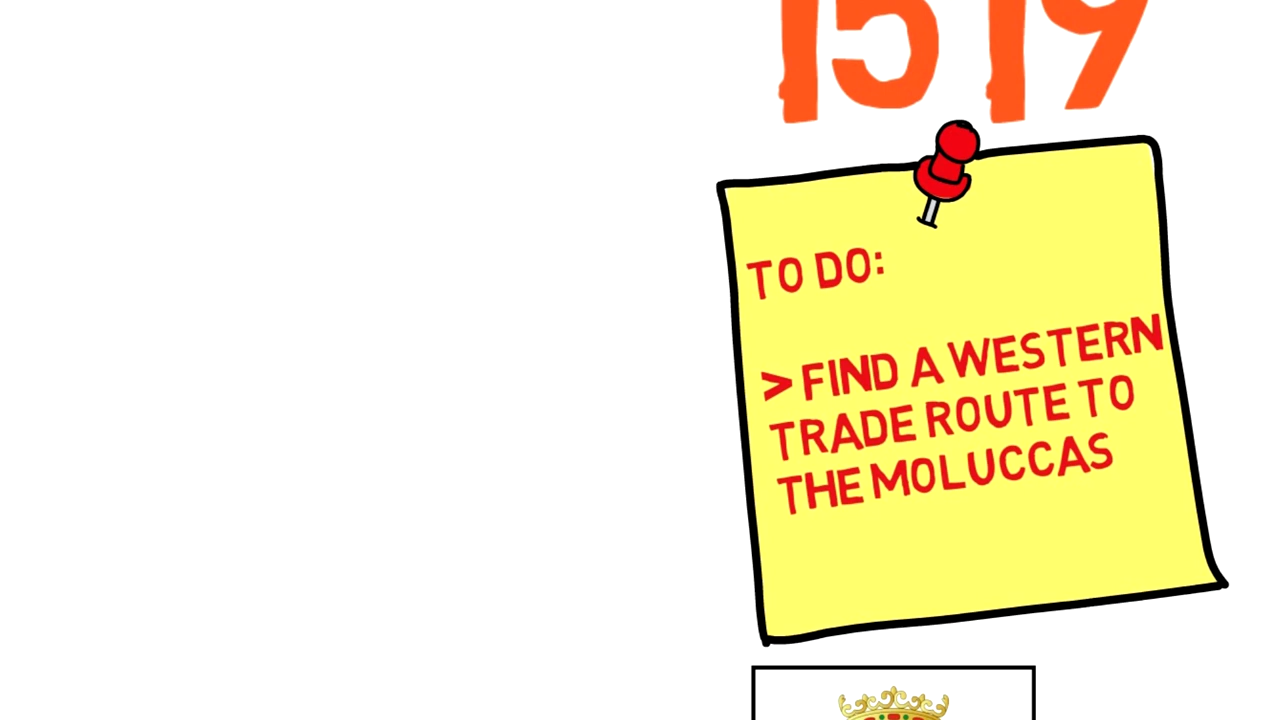 1519
TO DO:
> FIND A WESTERN
TRADE ROUTE TO
THE MOLUCCAS